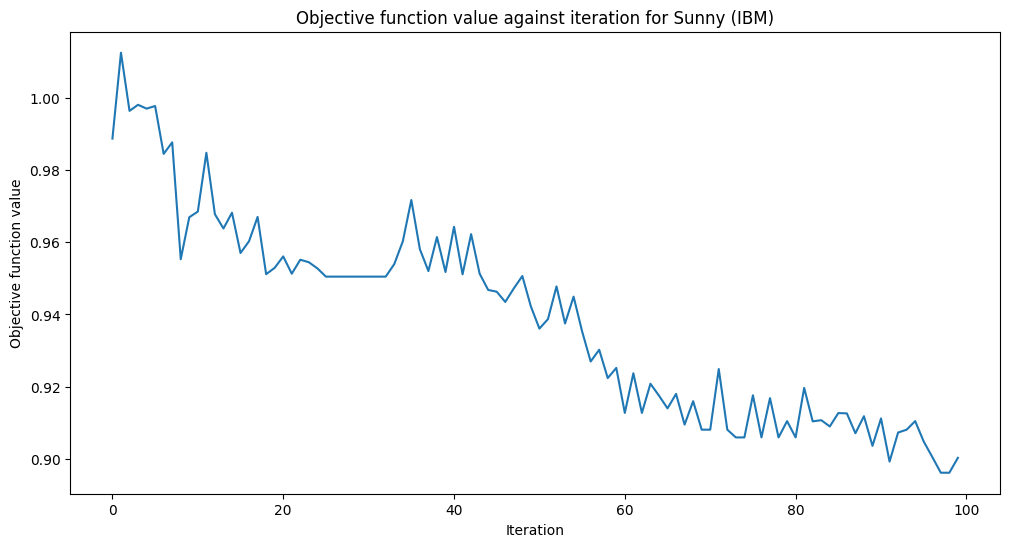 Objective function value against iteration for Sunny (IBM)
Objective function value
1.00
0.98
0.96
0.94
0.92
0.90
0 20 40 60 80 100
Iteration